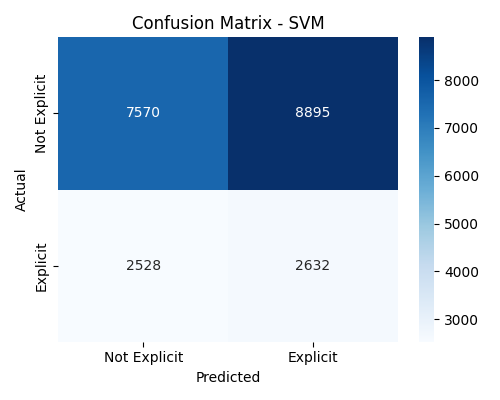 Confusion Matrix - SVM
Actual
Not Explicit
7570 8895
Explicit
2528 2632
Not Explicit Explicit
Predicted
8000
7000
6000
5000
4000
3000